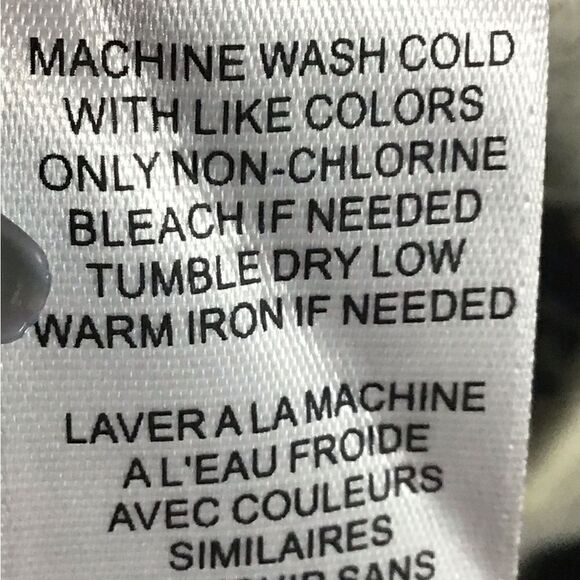 MACHINE WASH COLD
WITH LIKE COLORS
ONLY NON-CHLORINE
BLEACH IF NEEDED
TUMBLE DRY LOW
WARM IRON IF NEEDED
LAVER A LA MACHINE
A L'EAU FROIDE
AVEC COULEURS
SIMILAIRES
SANS